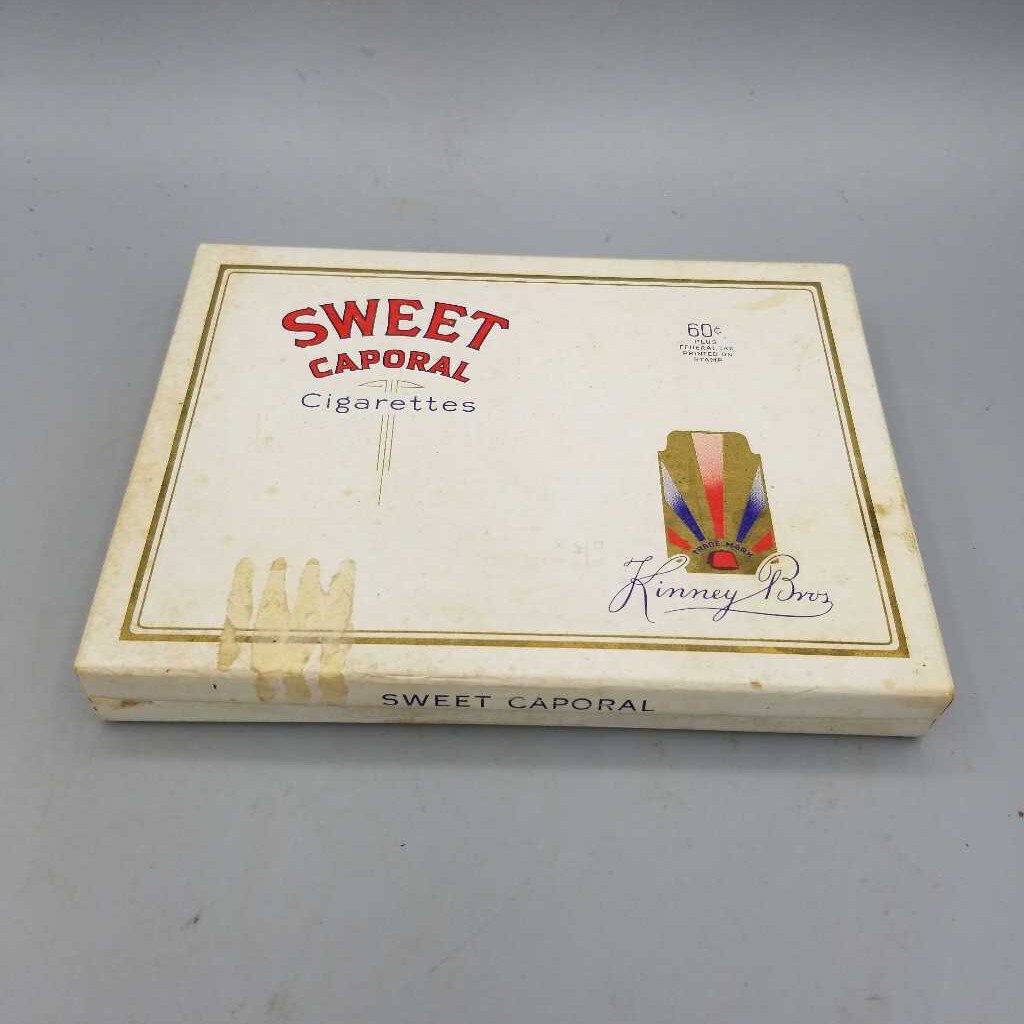 SWEET
CAPORAL
Cigarettes
60¢
PLUS
FEDERAL TAX
PRINTED ON
STAMP
TRADE MARK
Kinney Bros
SWEET CAPORAL